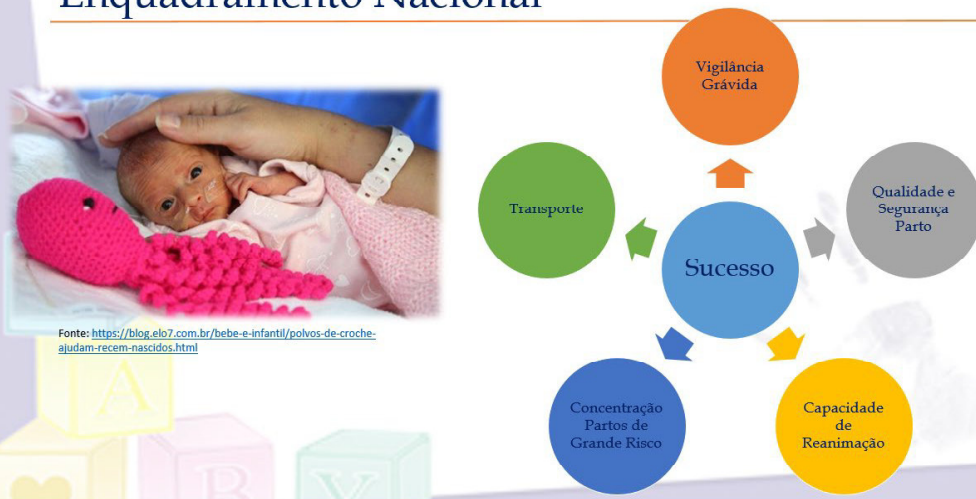 Enquadramento Nacional
Vigilância
Grávida
Transporte
Qualidade e
Segurança
Parto
Sucesso
Fonte: https://blog.elo7.com.br/bebe-e-infantil/polvos-de-croche-
ajudam-recem-nascidos.html
Concentração
Partos de
Grande Risco
Capacidade
de
Reanimação
A
B
Y